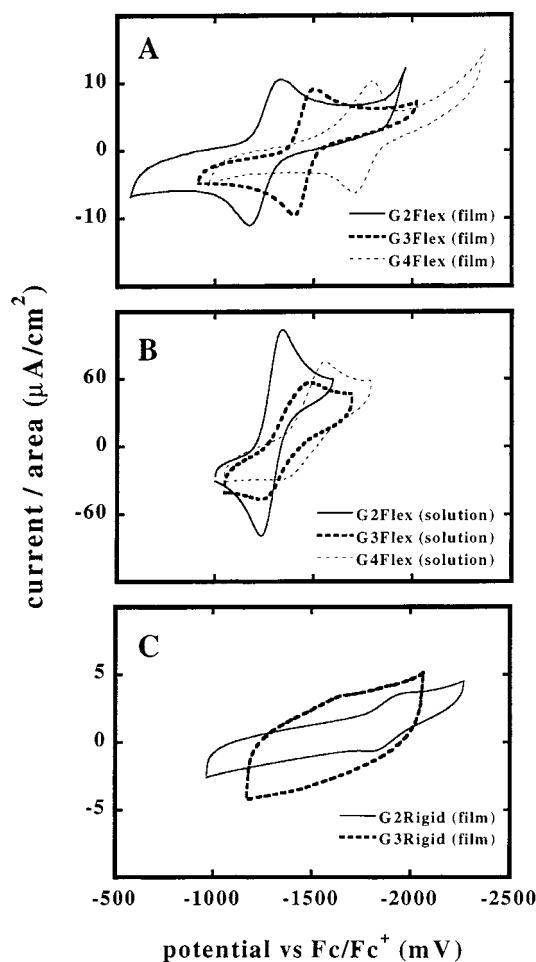 A
10
0
-10
G2Flex (film)
G3Flex (film)
G4Flex (film)
B
60
0
-60
G2Flex (solution)
G3Flex (solution)
G4Flex (solution)
C
5
0
-5
G2Rigid (film)
G3Rigid (film)
-500
-1000
-1500
-2000
-2500
current / area (μA/cm²)
potential vs Fc/Fc⁺ (mV)